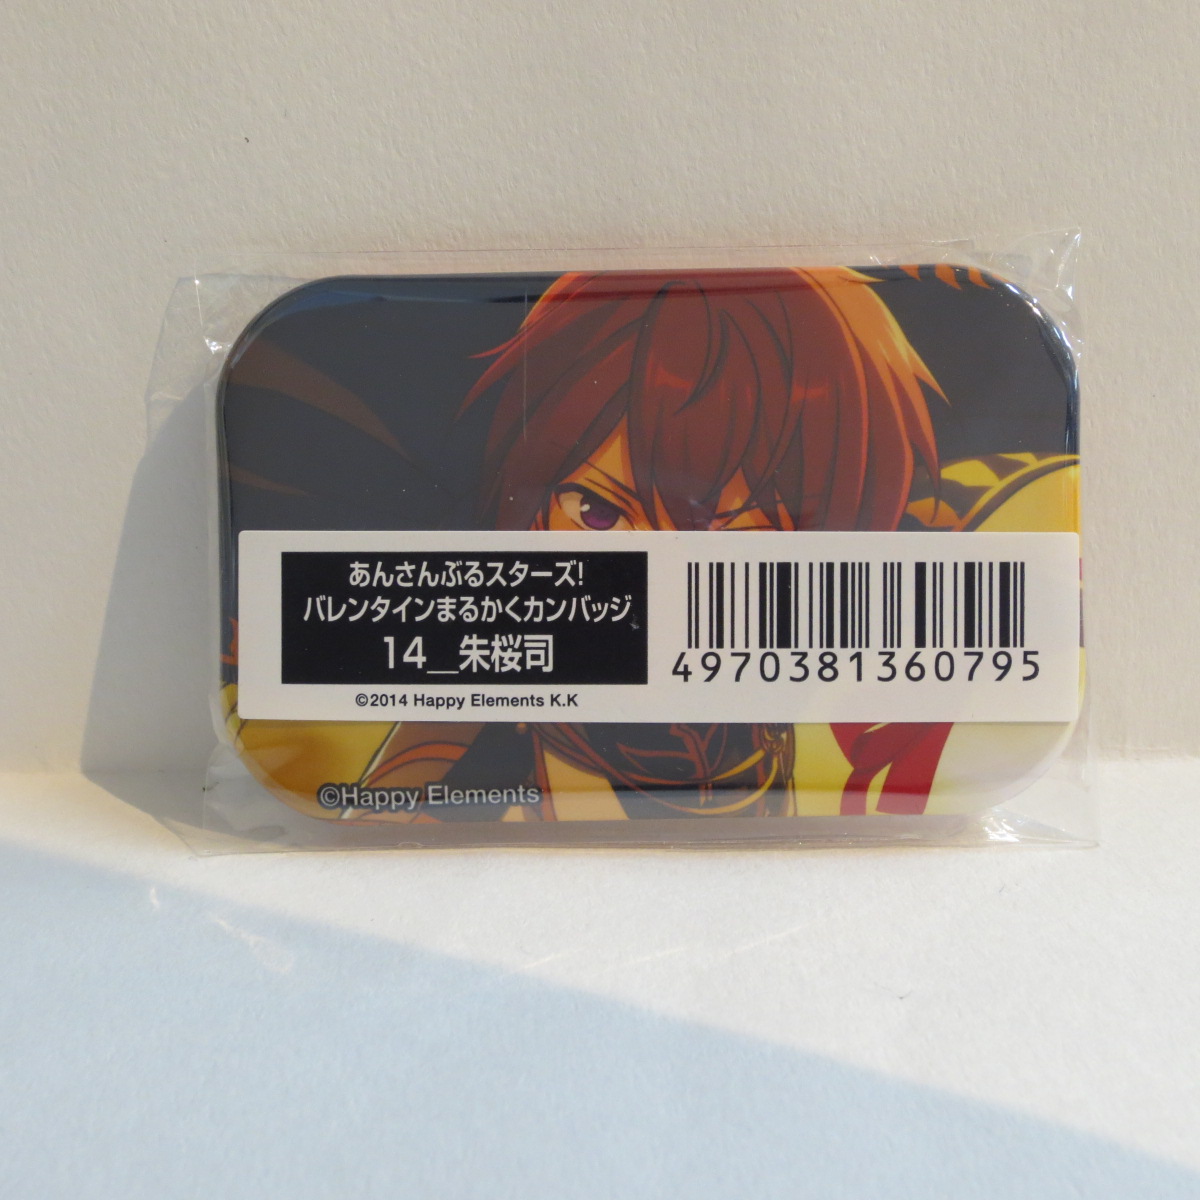 あんさんぶるスターズ!
バレンタインまるかくカンバッジ
14__朱桜司
©2014 Happy Elements K.K
4970381360795
©Happy Elements